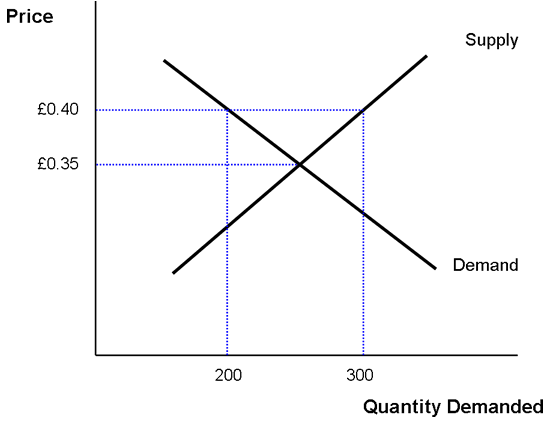 Price
Supply
£0.40
£0.35
Demand
200
300
Quantity Demanded